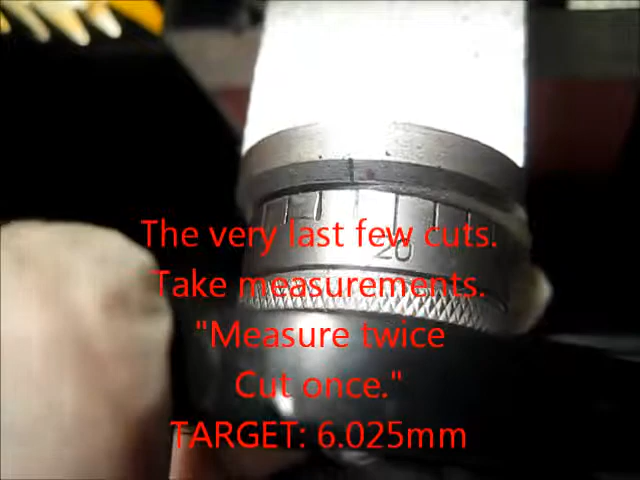 20
The very last few cuts.
Take measurements.
"Measure twice
Cut once."
TARGET: 6.025mm